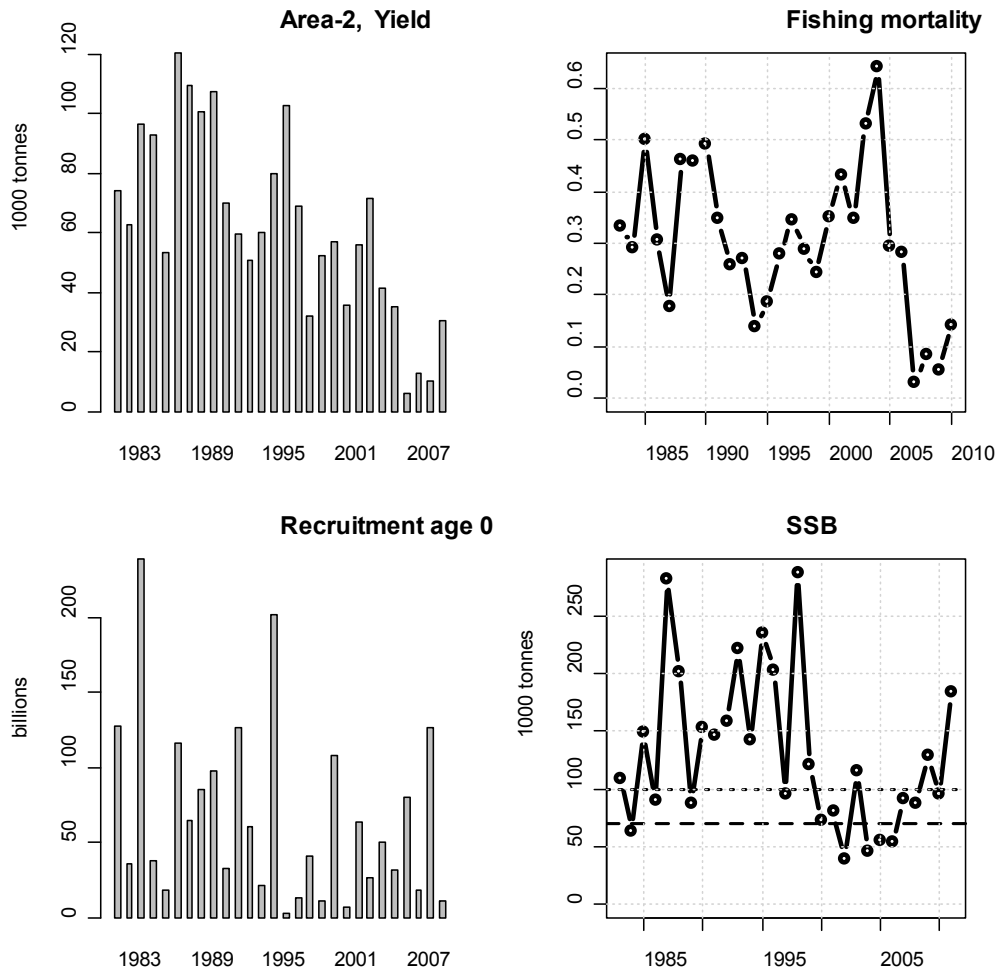 Area-2, Yield
1000 tonnes
0 20 40 60 80 100 120
1983 1989 1995 2001 2007
Fishing mortality
0.0 0.1 0.2 0.3 0.4 0.5 0.6
1985 1990 1995 2000 2005 2010
Recruitment age 0
billions
0 50 100 150 200
1983 1989 1995 2001 2007
SSB
1000 tonnes
0 50 100 150 200 250
1985 1995 2005